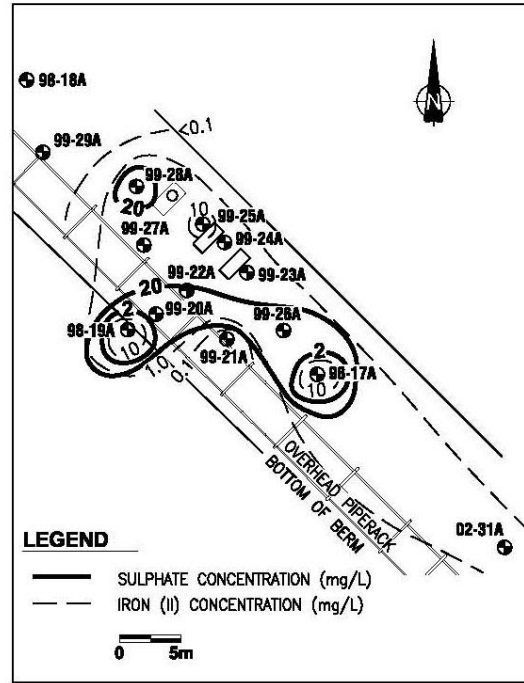 N
98-18A
<0.1
99-29A
99-28A
20
10
99-25A
99-27A
99-24A
99-23A
99-22A
20
2
99-20A
98-19A
99-26A
10
99-21A
2
98-17A
1.0
0.1
10
OVERHEAD PIPERACK
BOTTOM OF BERM
02-31A
LEGEND
SULPHATE CONCENTRATION (mg/L)
IRON (II) CONCENTRATION (mg/L)
0 5m